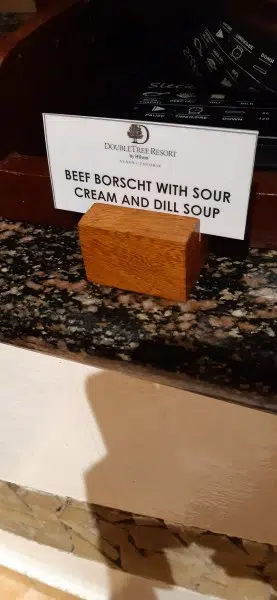 DOUBLETREE RESORT
by Hilton
BEEF BORSCHT WITH SOUR
CREAM AND DILL SOUP